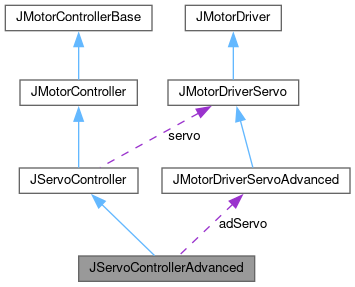 JMotorControllerBase
JMotorDriver
JMotorController
JMotorDriverServo
servo
JServoController
JMotorDriverServoAdvanced
adServo
JServoControllerAdvanced